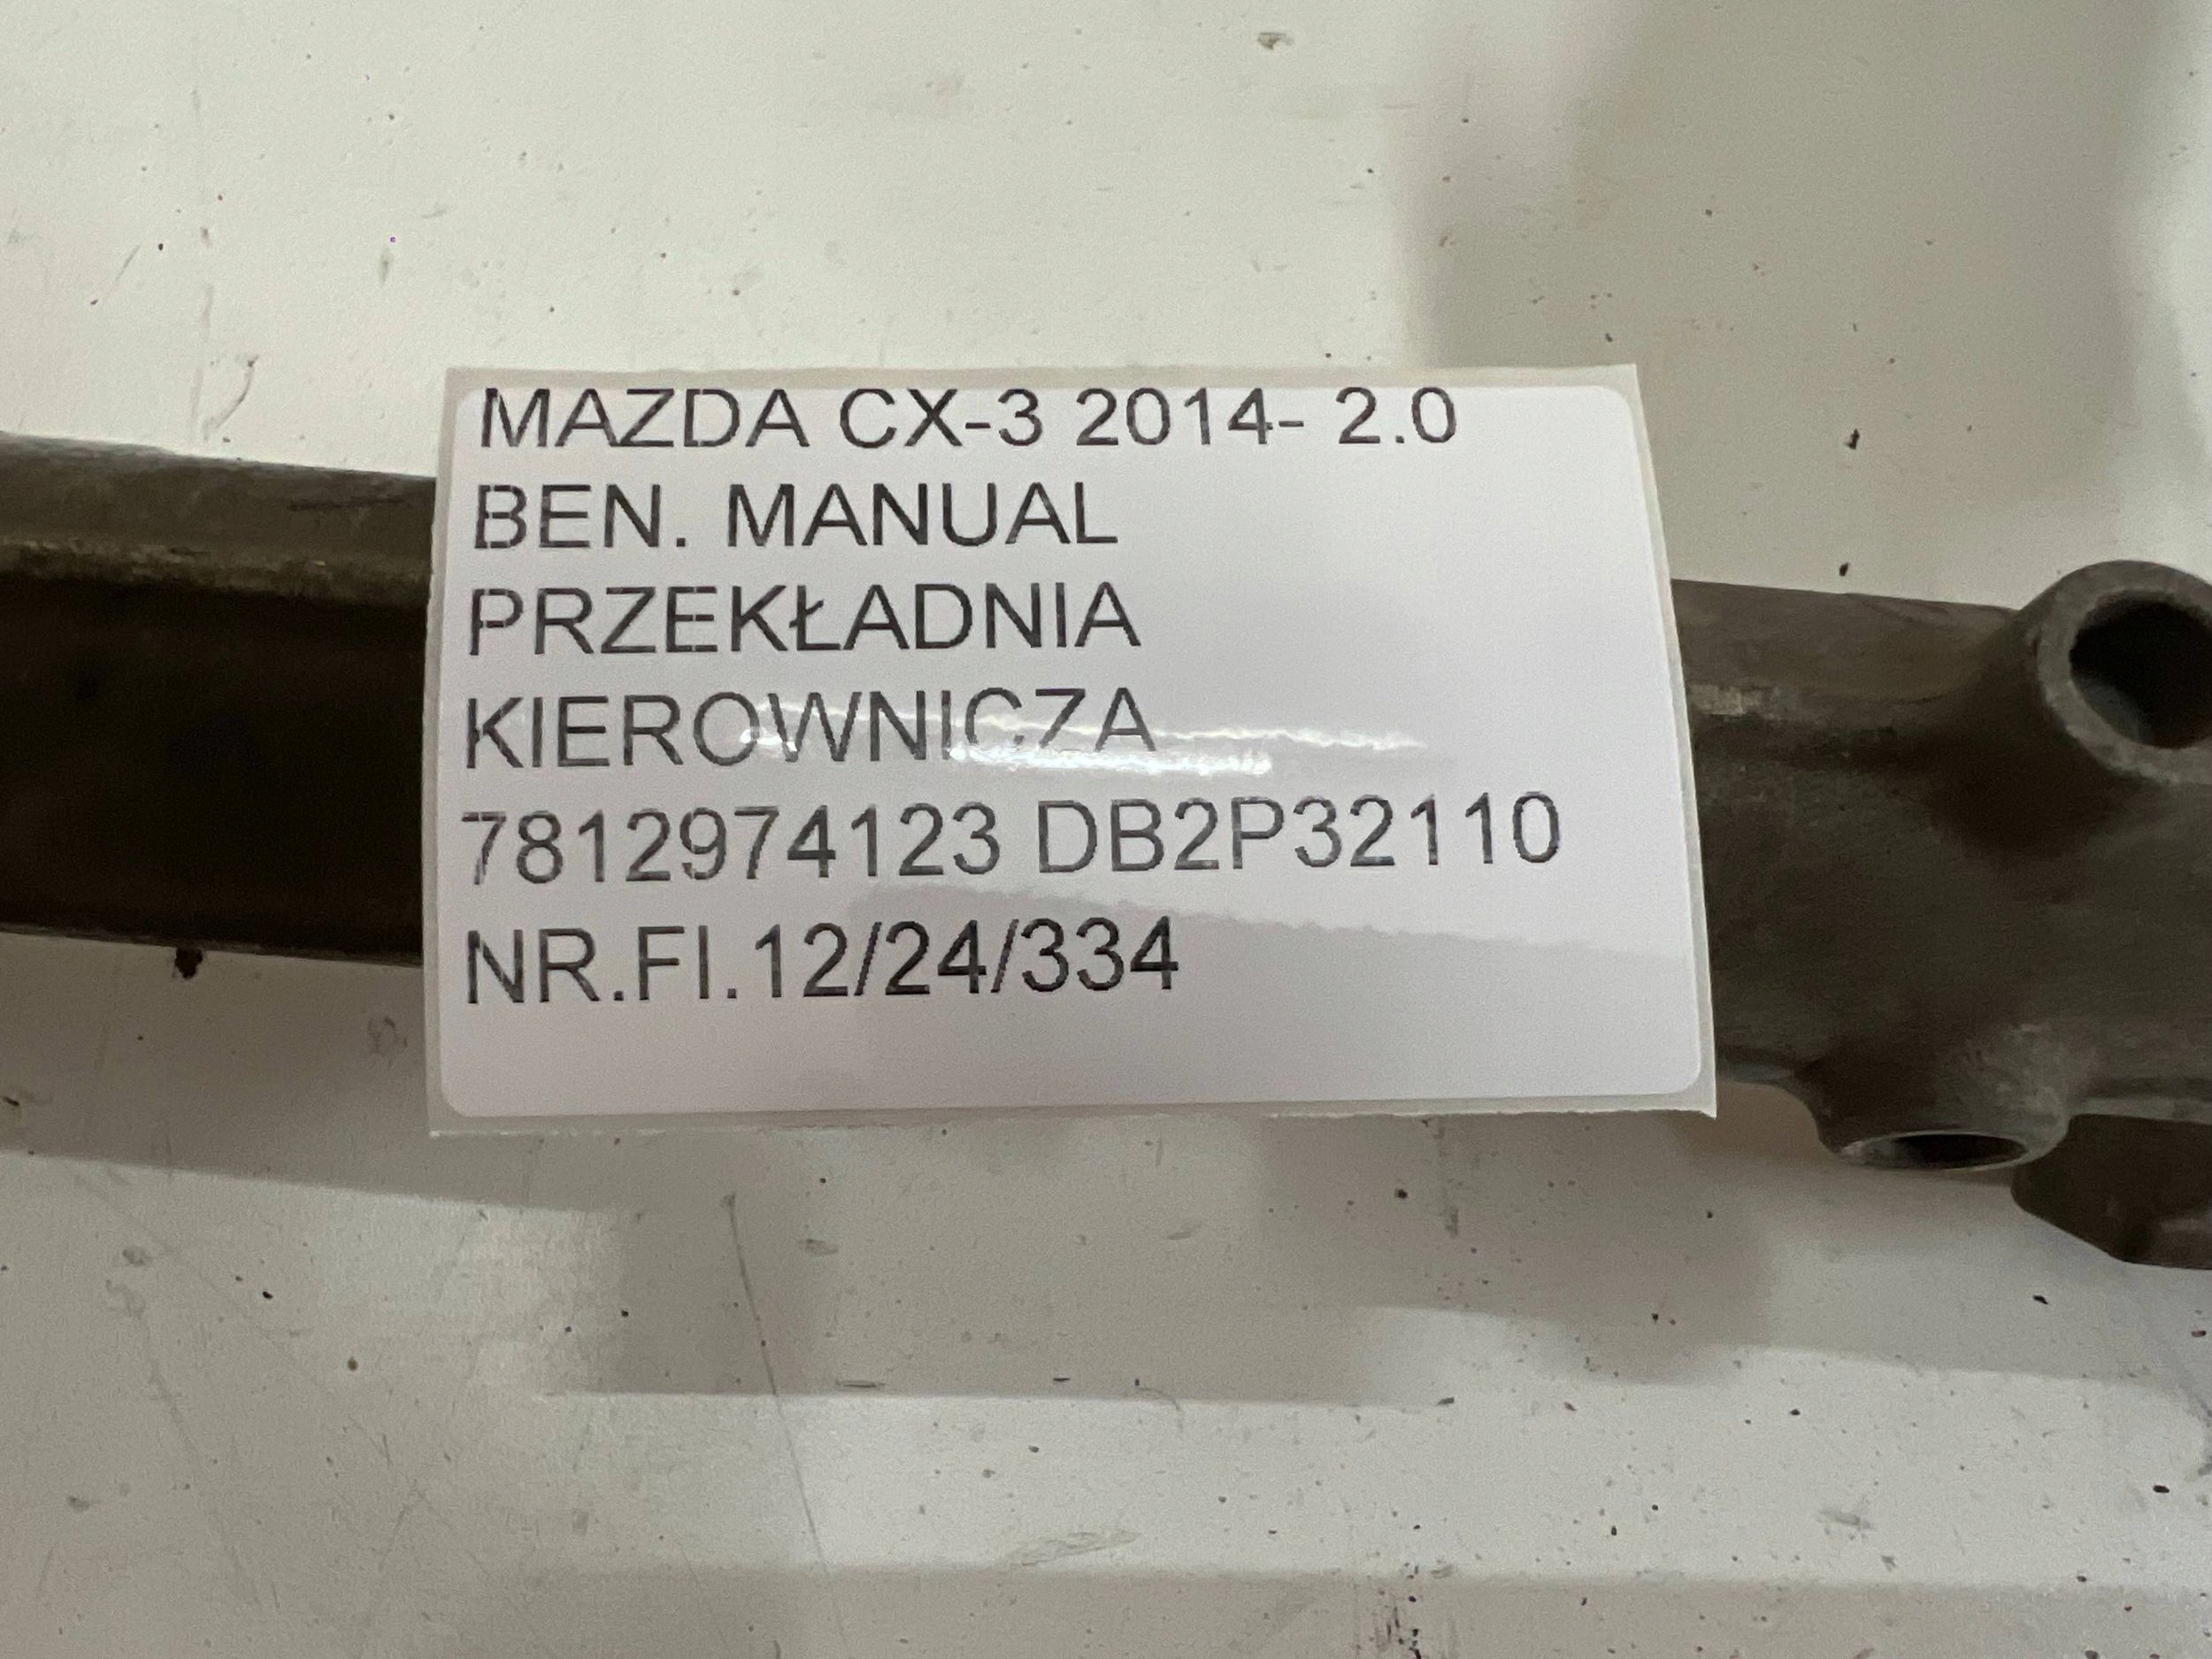 MAZDA CX-3 2014- 2.0
BEN. MANUAL
PRZEKŁADNIA
KIEROWNICZA
7812974123 DB2P32110
NR.FI.12/24/334